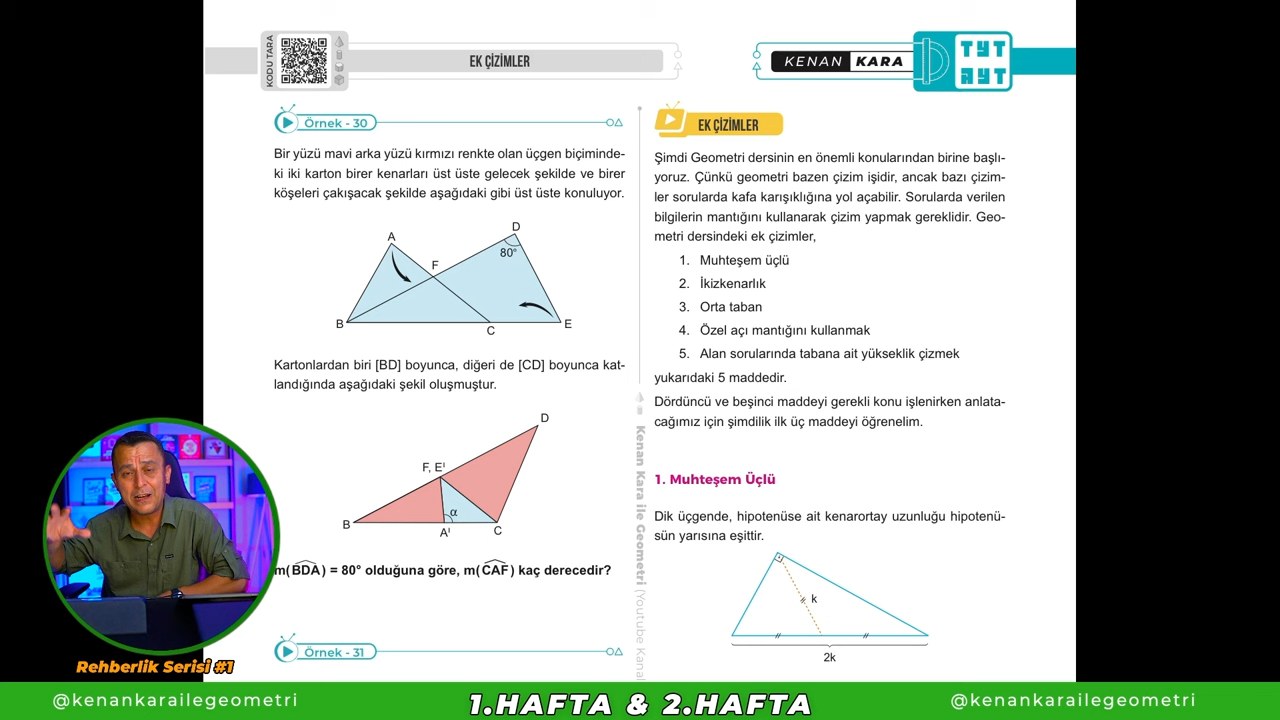 KODU TARA
EK ÇİZİMLER
KENAN KARA
TYT
AYT
Örnek - 30
Bir yüzü mavi arka yüzü kırmızı renkte olan üçgen biçiminde-
ki iki karton birer kenarları üst üste gelecek şekilde ve birer
köşeleri çakışacak şekilde aşağıdaki gibi üst üste konuluyor.
A
D
80°
F
B
C
E
Kartonlardan biri [BD] boyunca, diğeri de [CD] boyunca kat-
landığında aşağıdaki şekil oluşmuştur.
D
F, E'
α
B
A'
C
m(BDA) = 80° olduğuna göre, m(CAF) kaç derecedir?
Örnek - 31
Kenan Kara ile Geometri (Youtube Kanal
EK ÇİZİMLER
Şimdi Geometri dersinin en önemli konularından birine başlı-
yoruz. Çünkü geometri bazen çizim işidir, ancak bazı çizim-
ler sorularda kafa karışıklığına yol açabilir. Sorularda verilen
bilgilerin mantığını kullanarak çizim yapmak gereklidir. Geo-
metri dersindeki ek çizimler,
1. Muhteşem üçlü
2. İkizkenarlık
3. Orta taban
4. Özel açı mantığını kullanmak
5. Alan sorularında tabana ait yükseklik çizmek
yukarıdaki 5 maddedir.
Dördüncü ve beşinci maddeyi gerekli konu işlenirken anlata-
cağımız için şimdilik ilk üç maddeyi öğrenelim.
1. Muhteşem Üçlü
Dik üçgende, hipotenüse ait kenarortay uzunluğu hipotenü-
sün yarısına eşittir.
k
2k
Rehberlik Serisi #1
@kenankarailegeometri
1.HAFTA & 2.HAFTA
@kenankarailegeometri